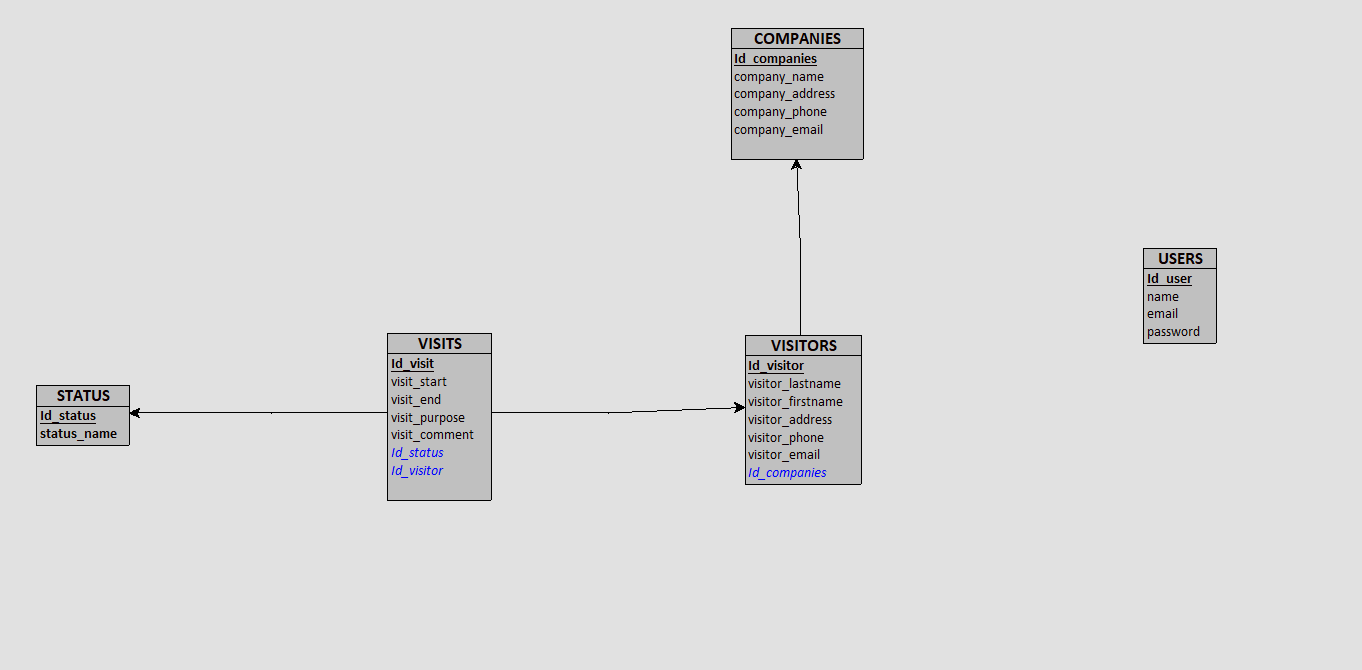 COMPANIES
Id_companies
company_name
company_address
company_phone
company_email
USERS
Id_user
name
email
password
VISITS
Id_visit
visit_start
visit_end
visit_purpose
visit_comment
Id_status
Id_visitor
VISITORS
Id_visitor
visitor_lastname
visitor_firstname
visitor_address
visitor_phone
visitor_email
Id_companies
STATUS
Id_status
status_name